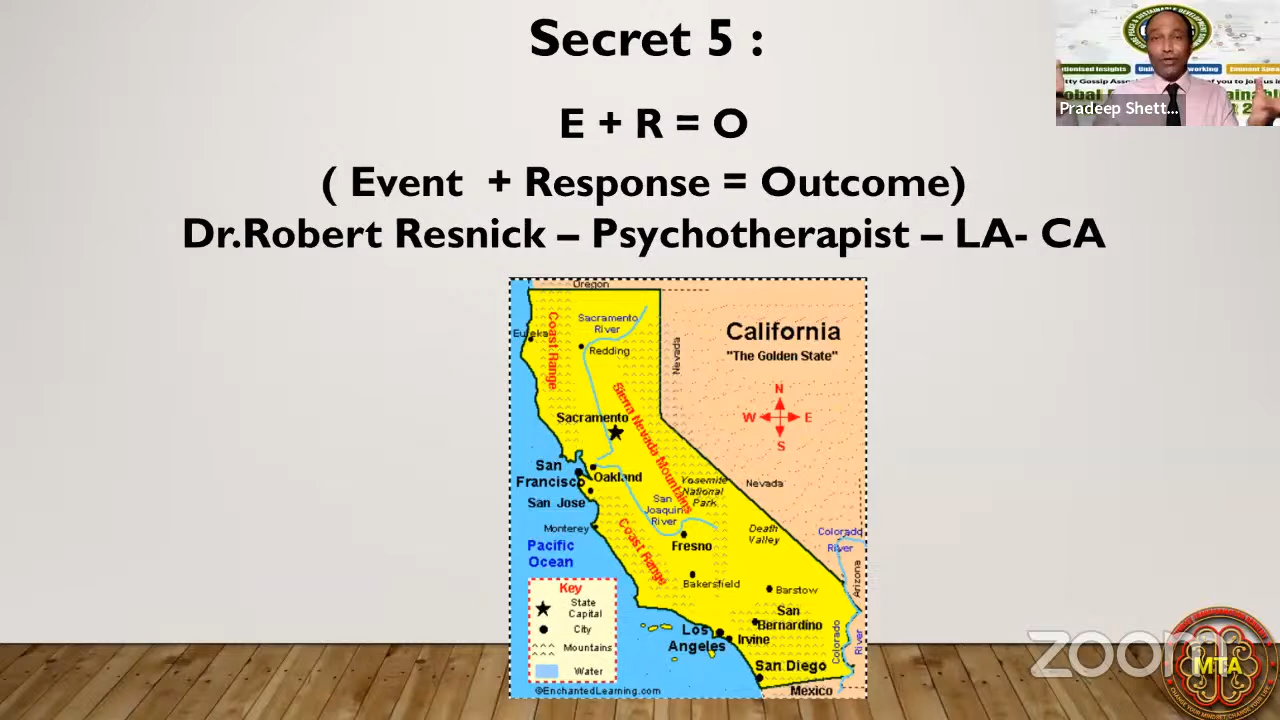 Secret 5 :
E + R = O
( Event + Response = Outcome)
Dr.Robert Resnick – Psychotherapist – LA- CA
Pradeep Shett...
Oregon
Coast Range
Eureka
Sacramento
River
Redding
Nevada
California
"The Golden State"
N
W E
S
Sierra Nevada Mountains
Sacramento
San
Francisco
Oakland
San Jose
Yosemite
National
Park
Nevada
San
Joaquin
River
Monterey
Coast Range
Fresno
Death
Valley
Colorado
River
Pacific
Ocean
Arizona
Bakersfield
Barstow
San
Bernardino
Los
Angeles
Irvine
Colorado
River
San Diego
Mexico
Key
State
Capital
City
Mountains
Water
©EnchantedLearning.com
zoom
MTA